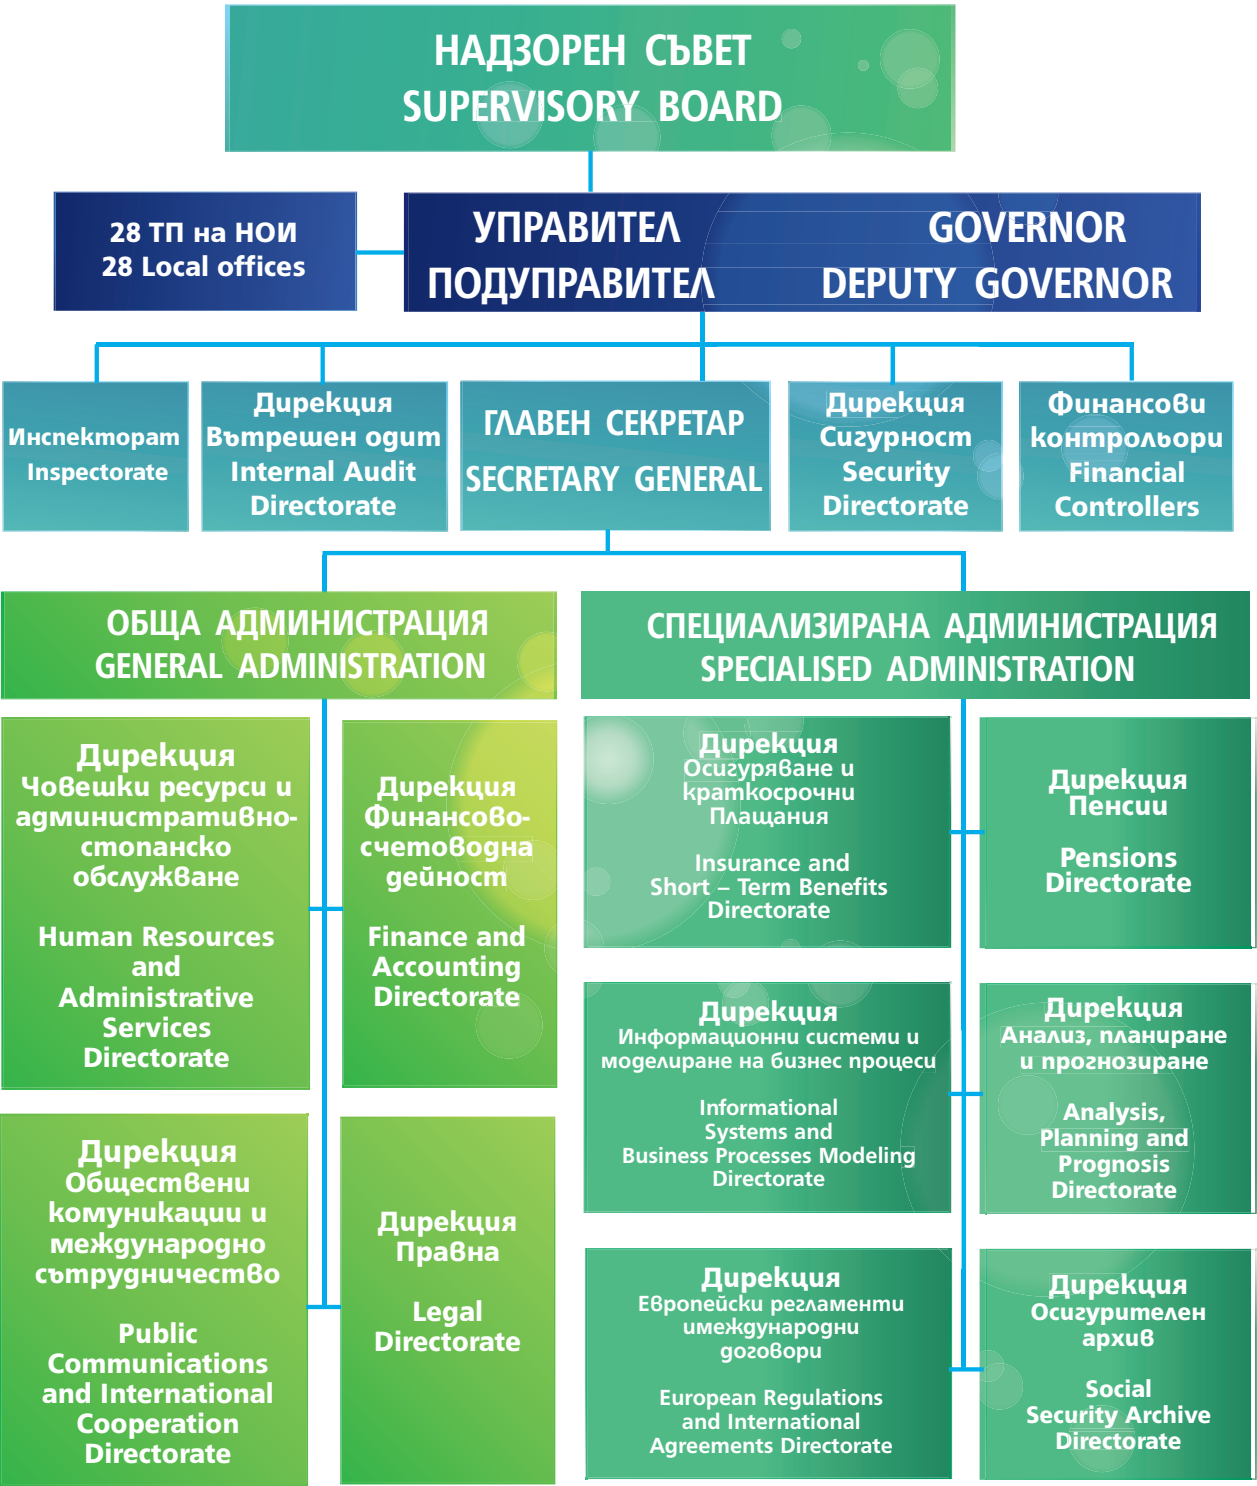 НАДЗОРЕН СЪВЕТ
SUPERVISORY BOARD
28 ТП на НОИ
28 Local offices
УПРАВИТЕЛ GOVERNOR
ПОДУПРАВИТЕЛ DEPUTY GOVERNOR
Инспекторат
Inspectorate
Дирекция
Вътрешен одит
Internal Audit
Directorate
ГЛАВЕН СЕКРЕТАР
SECRETARY GENERAL
Дирекция
Сигурност
Security
Directorate
Финансови
контрольори
Financial
Controllers
ОБЩА АДМИНИСТРАЦИЯ
GENERAL ADMINISTRATION
СПЕЦИАЛИЗИРАНА АДМИНИСТРАЦИЯ
SPECIALISED ADMINISTRATION
Дирекция
Човешки ресурси и
административно-
стопанско
обслужване
Human Resources
and
Administrative
Services
Directorate
Дирекция
Финансово-
счетоводна
дейност
Finance and
Accounting
Directorate
Дирекция
Осигуряване и
краткосрочни
Плащания
Insurance and
Short – Term Benefits
Directorate
Дирекция
Пенсии
Pensions
Directorate
Дирекция
Информационни системи и
моделиране на бизнес процеси
Informational
Systems and
Business Processes Modeling
Directorate
Дирекция
Анализ, планиране
и прогнозиране
Analysis,
Planning and
Prognosis
Directorate
Дирекция
Обществени
комуникации и
международно
сътрудничество
Public
Communications
and International
Cooperation
Directorate
Дирекция
Правна
Legal
Directorate
Дирекция
Европейски регламенти
имеждународни
договори
European Regulations
and International
Agreements Directorate
Дирекция
Осигурителен
архив
Social
Security Archive
Directorate